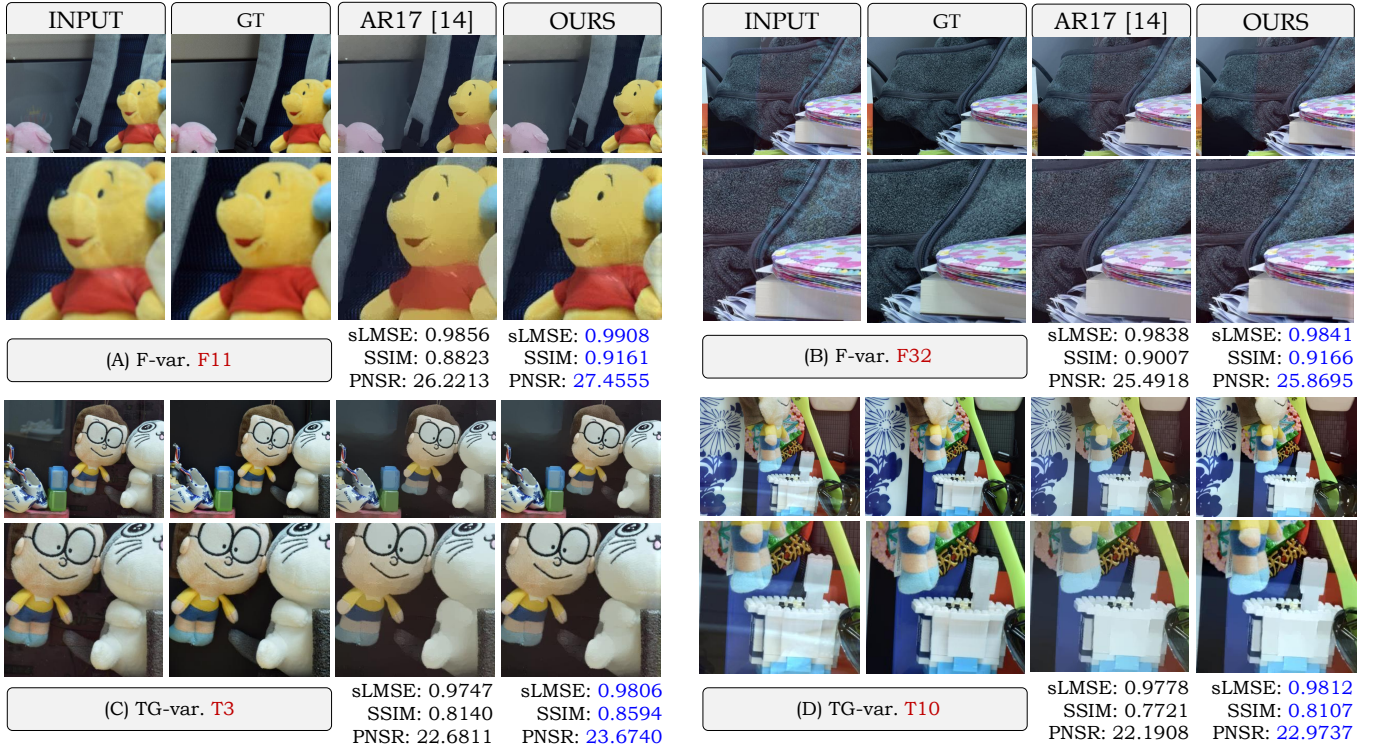 INPUT GT AR17 [14] OURS
(A) F-var. F11
sLMSE: 0.9856 sLMSE: 0.9908
SSIM: 0.8823 SSIM: 0.9161
PNSR: 26.2213 PNSR: 27.4555
INPUT GT AR17 [14] OURS
(B) F-var. F32
sLMSE: 0.9838 sLMSE: 0.9841
SSIM: 0.9007 SSIM: 0.9166
PNSR: 25.4918 PNSR: 25.8695
(C) TG-var. T3
sLMSE: 0.9747 sLMSE: 0.9806
SSIM: 0.8140 SSIM: 0.8594
PNSR: 22.6811 PNSR: 23.6740
(D) TG-var. T10
sLMSE: 0.9778 sLMSE: 0.9812
SSIM: 0.7721 SSIM: 0.8107
PNSR: 22.1908 PNSR: 22.9737